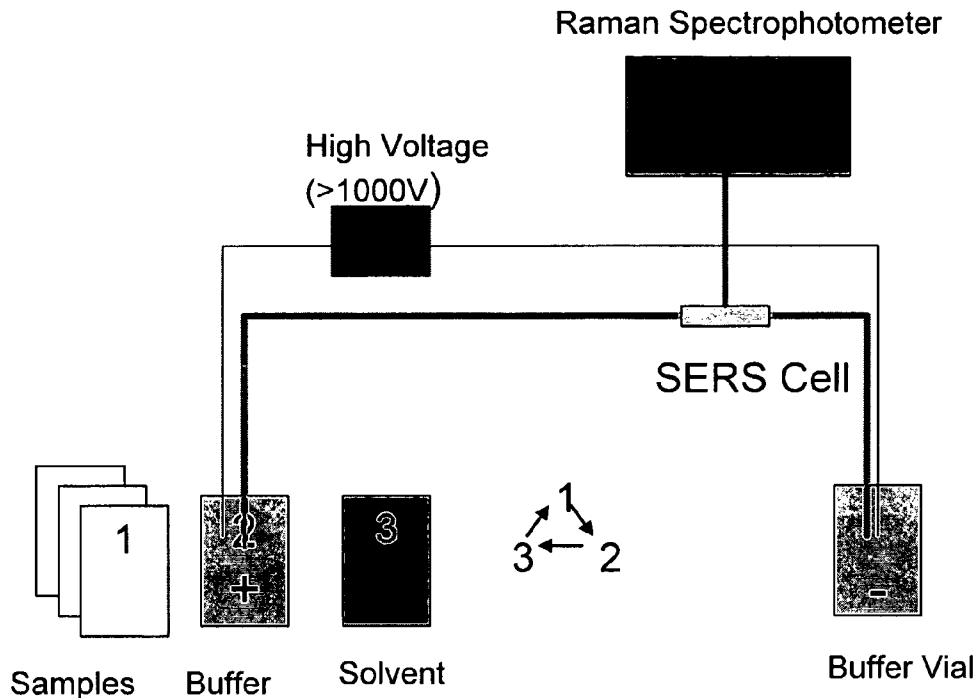 Raman Spectrophotometer
High Voltage
(>1000V)
SERS Cell
1
2
3
1
3
2
+
-
Samples
Buffer
Solvent
Buffer Vial